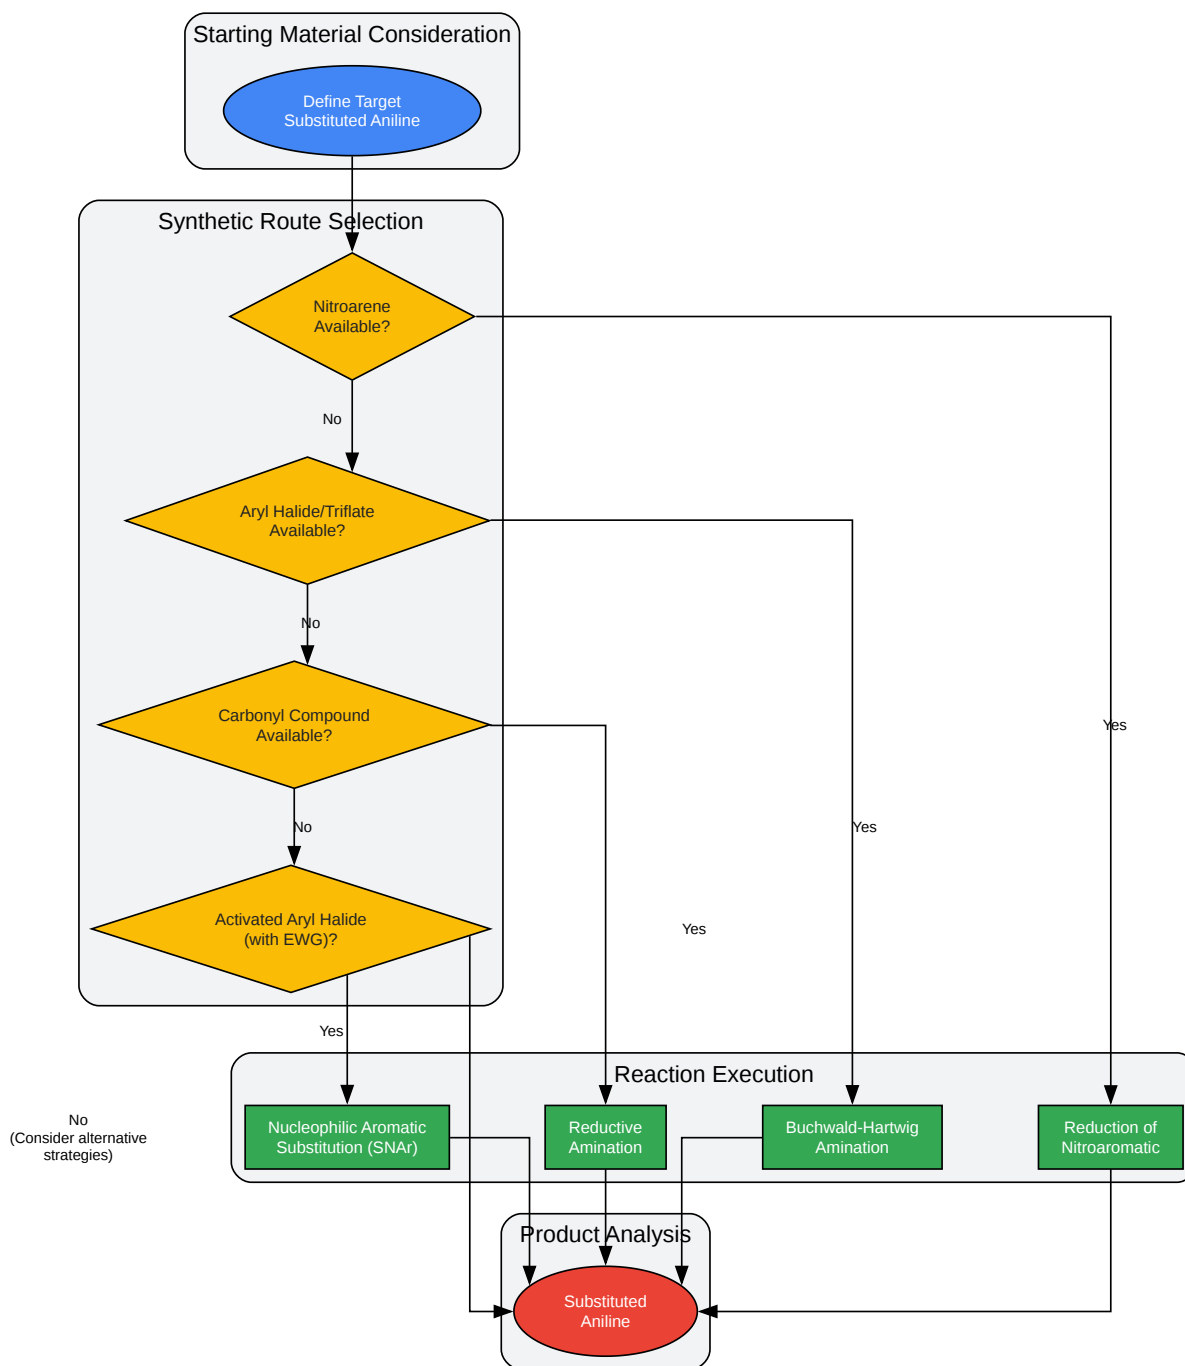 Starting Material Consideration
Define Target
Substituted Aniline
Synthetic Route Selection
Nitroarene
Available?
No
Aryl Halide/Triflate
Available?
No
Carbonyl Compound
Available?
Yes
No
Yes
Activated Aryl Halide
(with EWG)?
Yes
Yes
Reaction Execution
No
(Consider alternative
strategies)
Nucleophilic Aromatic
Substitution (SNAr)
Reductive
Amination
Buchwald-Hartwig
Amination
Reduction of
Nitroaromatic
Product Analysis
Substituted
Aniline